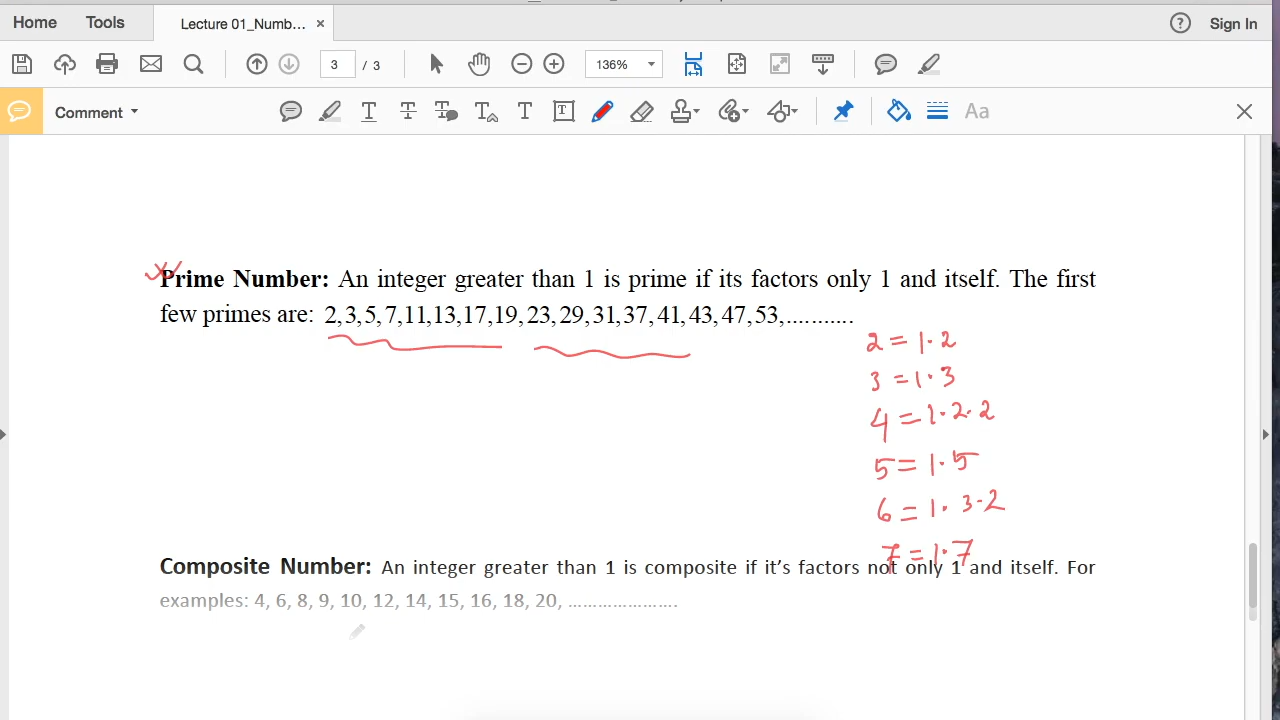 Home Tools Lecture 01_Numb... × ? Sign In
3 / 3 136%
Comment T T T T T T Aa
Prime Number: An integer greater than 1 is prime if its factors only 1 and itself. The first
few primes are: 2,3,5,7,11,13,17,19,23,29,31,37,41,43,47,53,...........
2 = 1·2
3 = 1·3
4 = 1·2·2
5 = 1·5
6 = 1·3·2
7 = 1·7
Composite Number: An integer greater than 1 is composite if it's factors not only 1 and itself. For
examples: 4, 6, 8, 9, 10, 12, 14, 15, 16, 18, 20, .....................